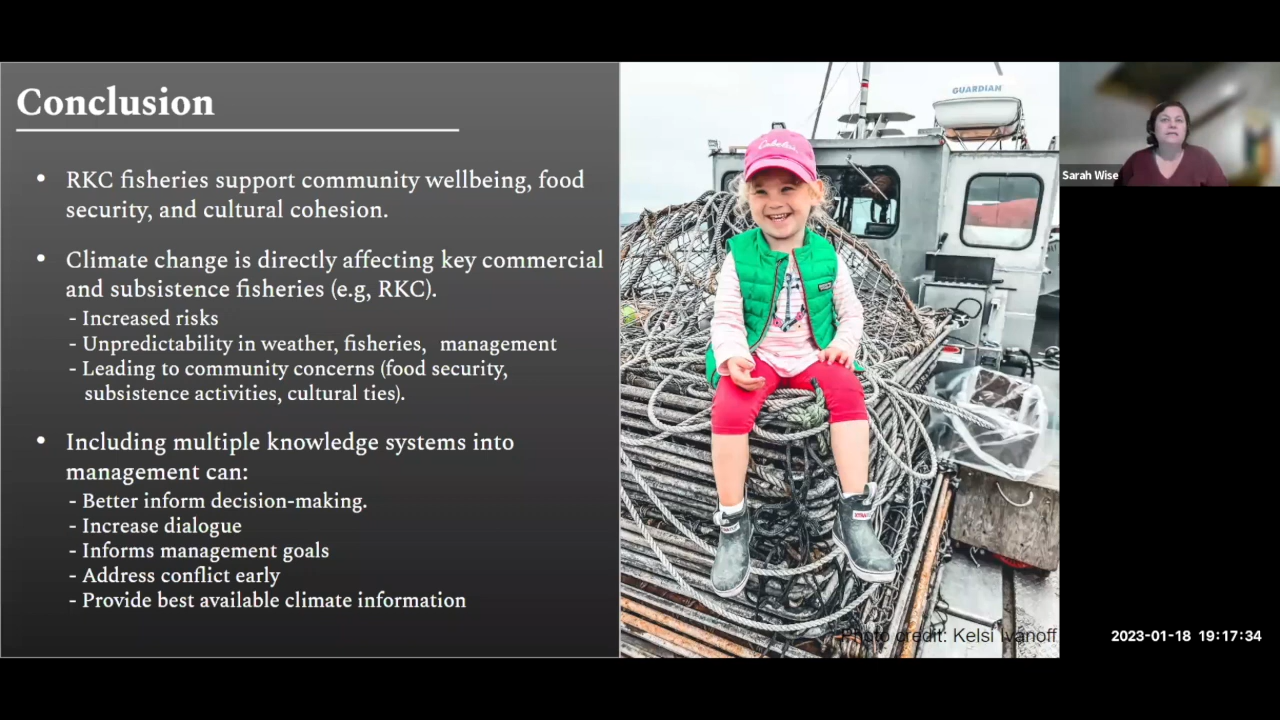 Conclusion
• RKC fisheries support community wellbeing, food
security, and cultural cohesion.
• Climate change is directly affecting key commercial
and subsistence fisheries (e.g, RKC).
- Increased risks
- Unpredictability in weather, fisheries, management
- Leading to community concerns (food security,
subsistence activities, cultural ties).
• Including multiple knowledge systems into
management can:
- Better inform decision-making.
- Increase dialogue
- Informs management goals
- Address conflict early
- Provide best available climate information
GUARDIAN
Cabela's
Photo credit: Kelsi Ivanoff
Sarah Wise
2023-01-18 19:17:34